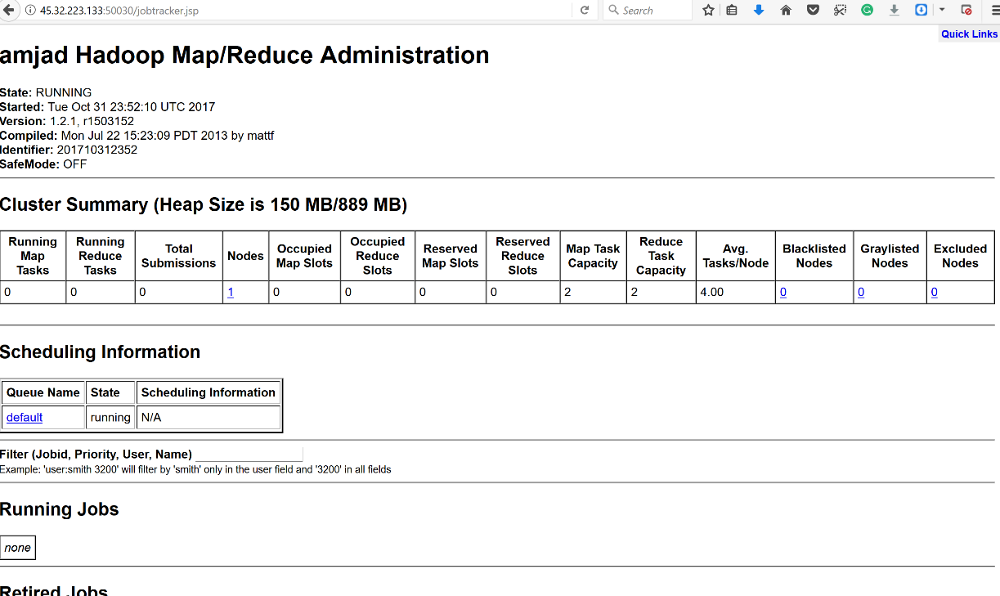 45.32.223.133:50030/jobtracker.jsp
Search
Quick Links
amjad Hadoop Map/Reduce Administration
State: RUNNING
Started: Tue Oct 31 23:52:10 UTC 2017
Version: 1.2.1, r1503152
Compiled: Mon Jul 22 15:23:09 PDT 2013 by mattf
Identifier: 201710312352
SafeMode: OFF
Cluster Summary (Heap Size is 150 MB/889 MB)
Running Map Tasks Running Reduce Tasks Total Submissions Nodes Occupied Map Slots Occupied Reduce Slots Reserved Map Slots Reserved Reduce Slots Map Task Capacity Reduce Task Capacity Avg. Tasks/Node Blacklisted Nodes Graylisted Nodes Excluded Nodes
0 0 0 1 0 0 0 0 2 2 4.00 0 0 0
Scheduling Information
Queue Name State Scheduling Information
default running N/A
Filter (Jobid, Priority, User, Name)
Example: 'user:smith 3200' will filter by 'smith' only in the user field and '3200' in all fields
Running Jobs
none
Retired Jobs